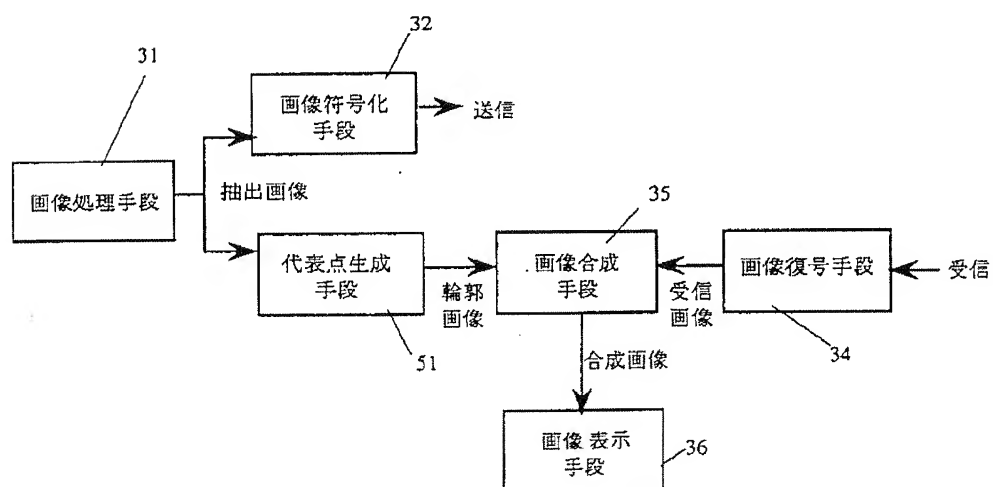 32
画像符号化
手段
送信
31
画像処理手段
抽出画像
35
代表点生成
手段
画像合成
手段
画像復号手段
受信
輪郭
画像
受信
画像
51
34
合成画像
画像表示
手段
36